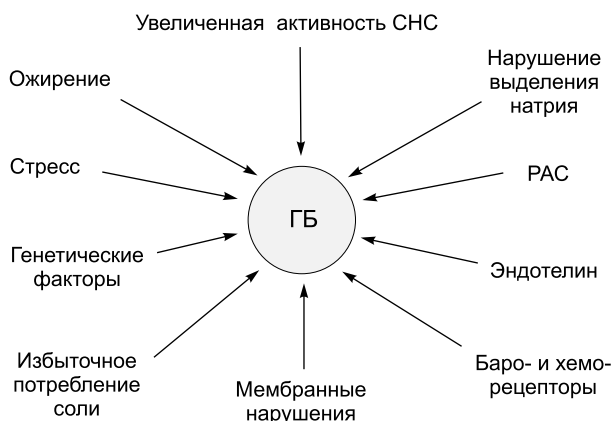 Увеличенная активность СНС
Ожирение
Нарушение
выделения
натрия
Стресс
РАС
ГБ
Генетические
факторы
Эндотелин
Избыточное
потребление
соли
Мембранные
нарушения
Баро- и хемо-
рецепторы